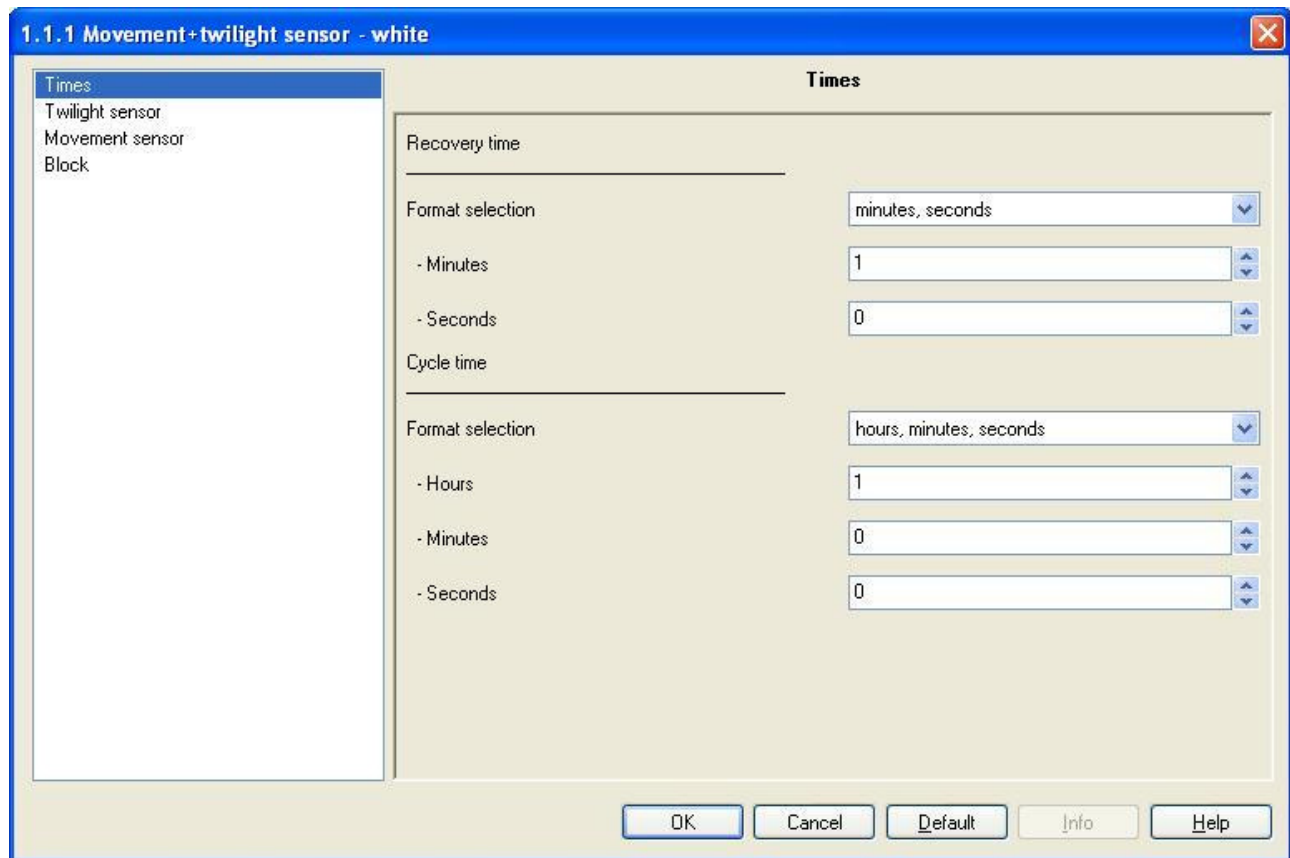 1.1.1 Movement+twilight sensor - white
Times
Twilight sensor
Movement sensor
Block
Times
Recovery time
Format selection minutes, seconds
- Minutes 1
- Seconds 0
Cycle time
Format selection hours, minutes, seconds
- Hours 1
- Minutes 0
- Seconds 0
OK Cancel Default Info Help